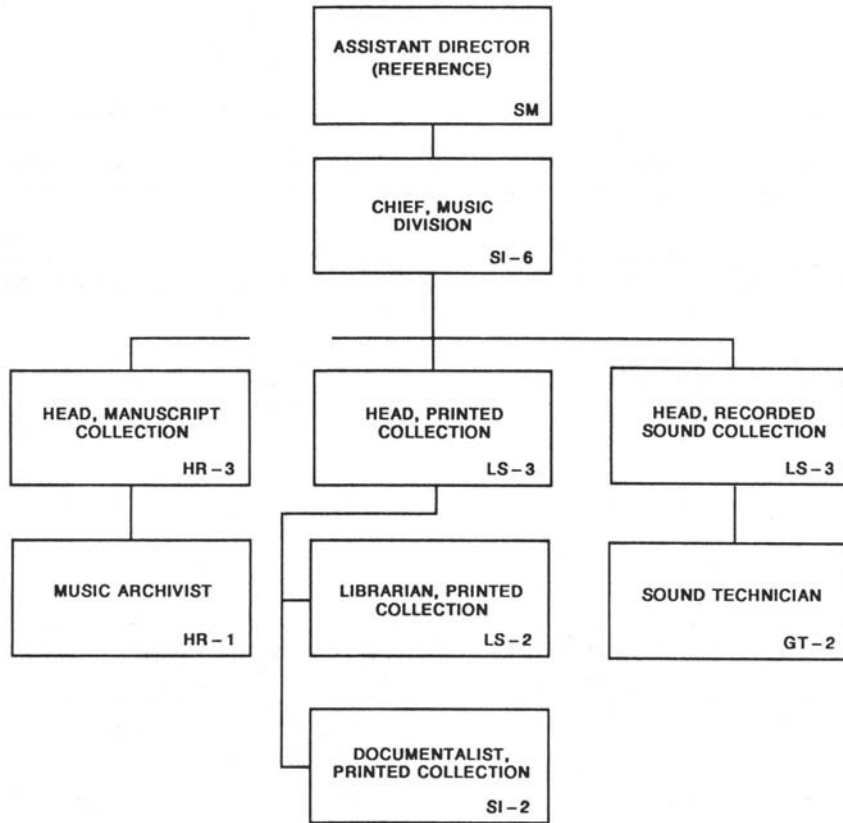 ASSISTANT DIRECTOR
(REFERENCE)
SM
CHIEF, MUSIC
DIVISION
SI-6
HEAD, MANUSCRIPT
COLLECTION
HR-3
HEAD, PRINTED
COLLECTION
LS-3
HEAD, RECORDED
SOUND COLLECTION
LS-3
MUSIC ARCHIVIST
HR-1
LIBRARIAN, PRINTED
COLLECTION
LS-2
SOUND TECHNICIAN
GT-2
DOCUMENTALIST,
PRINTED COLLECTION
SI-2